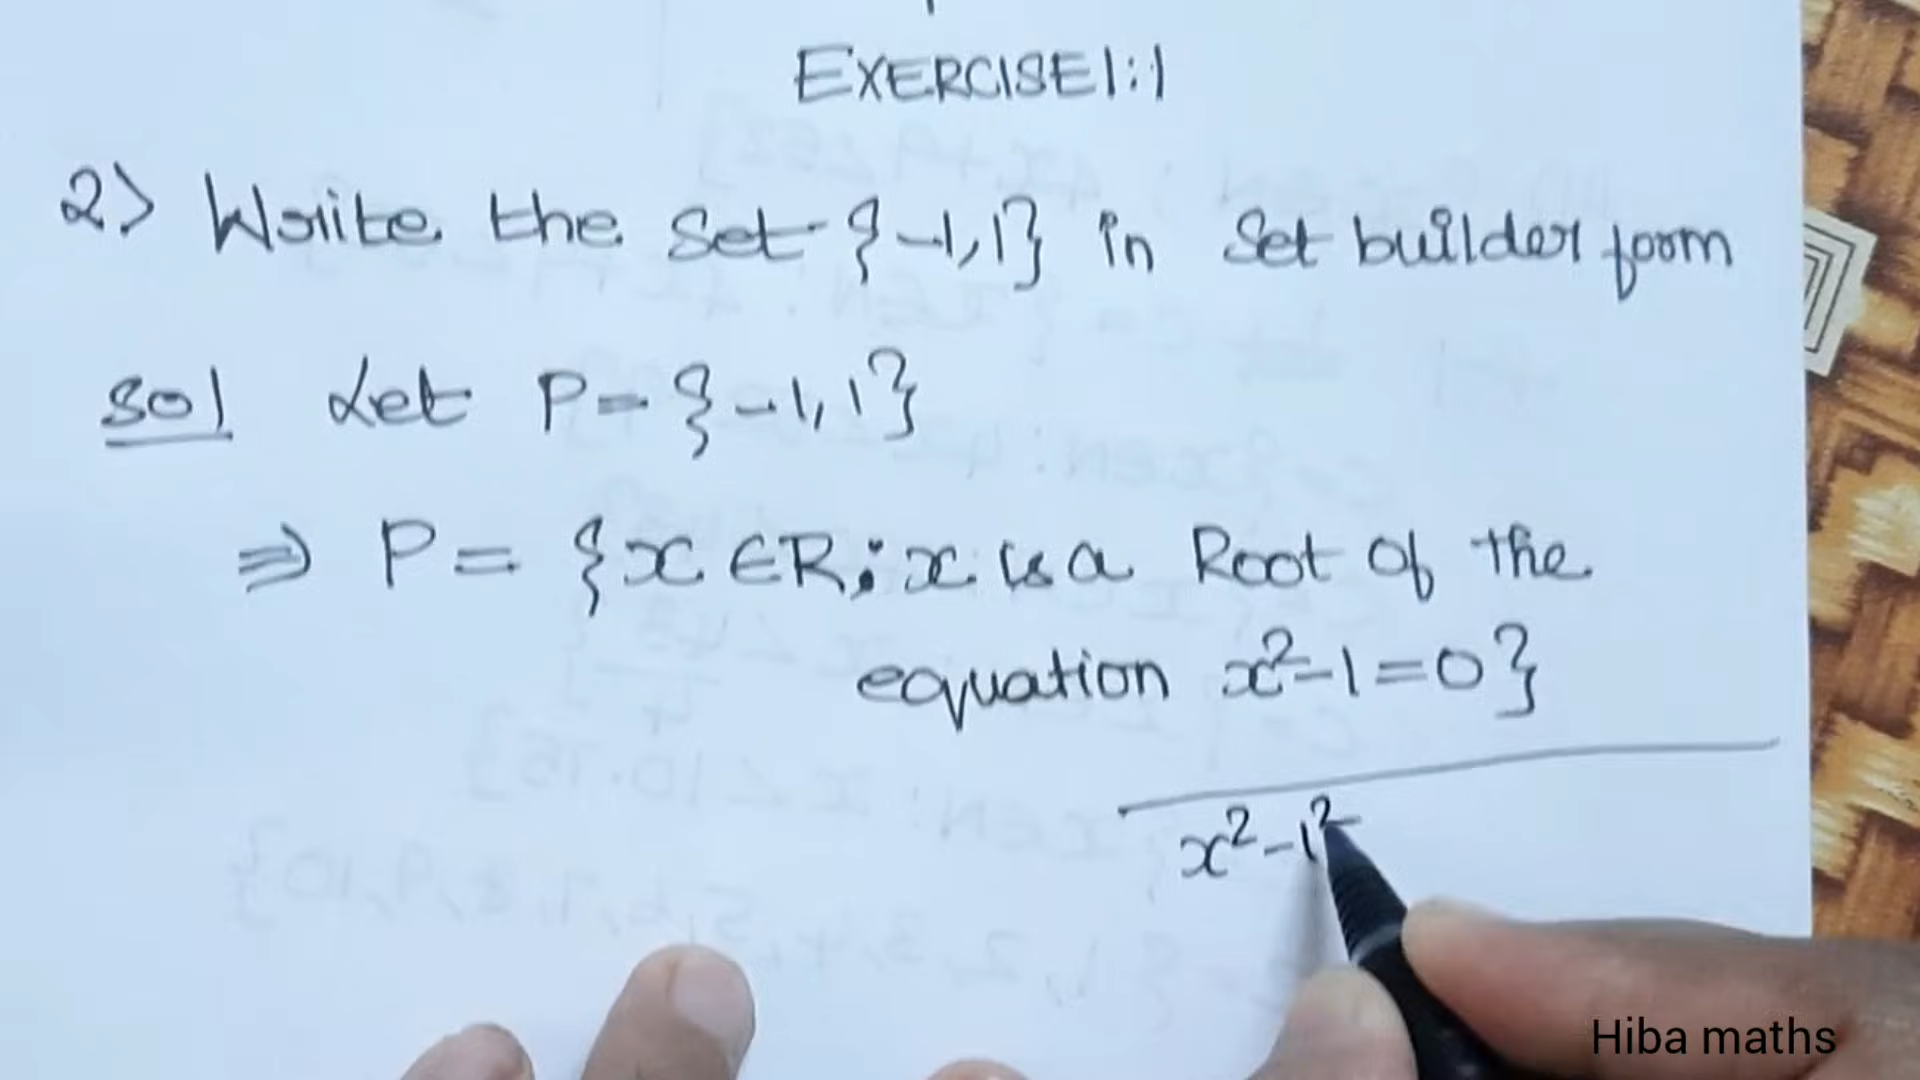 EXERCISE 1:1
2) Write the Set {-1,1} in Set builder form
Sol Let P={-1,1}
⇒ P = {x∈R; x is a Root of the
equation x²-1=0}
x²-1²
Hiba maths